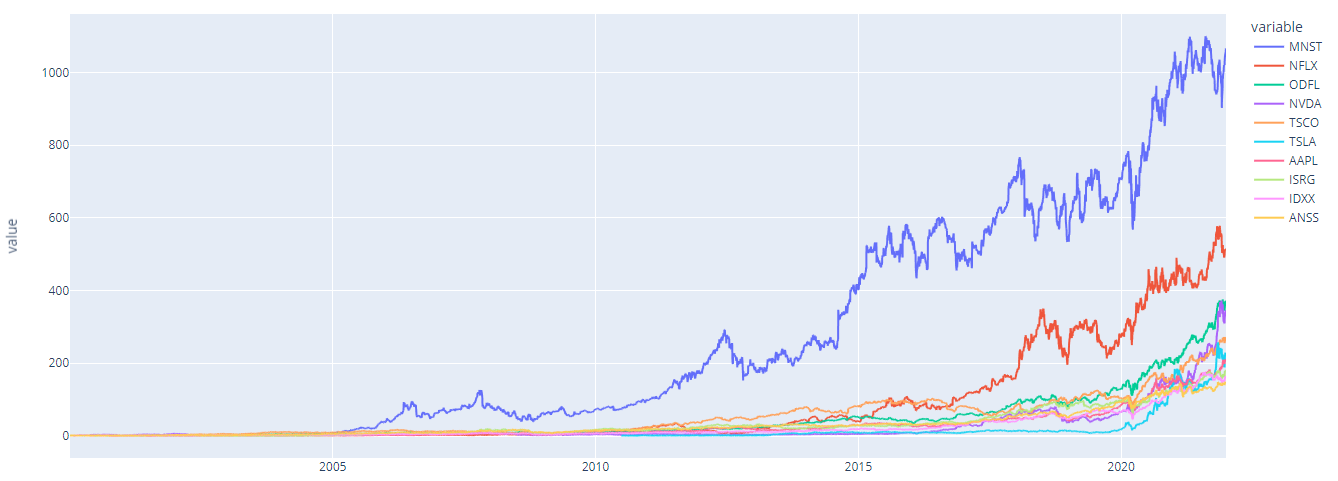 variable
MNST
NFLX
ODFL
NVDA
TSCO
TSLA
AAPL
ISRG
IDXX
ANSS
value
1000
800
600
400
200
0
2005
2010
2015
2020